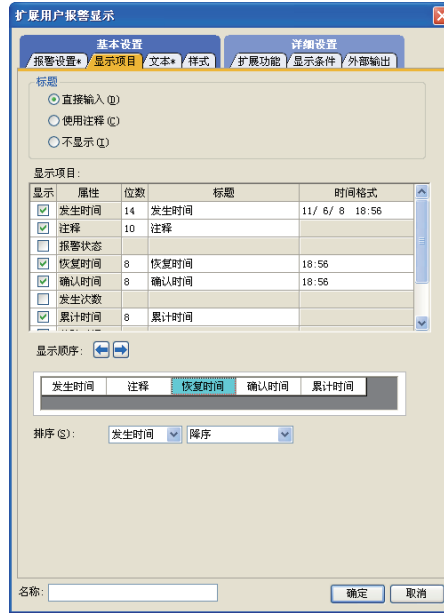 扩展用户报警显示
基本设置 详细设置
报警设置* 显示项目 文本* 样式 扩展功能 显示条件 外部输出
标题
直接输入(D)
使用注释(C)
不显示(I)
显示项目:
显示 属性 位数 标题 时间格式
发生时间 14 发生时间 11/ 6/ 8 18:56
注释 10 注释
报警状态
恢复时间 8 恢复时间 18:56
确认时间 8 确认时间 18:56
发生次数
累计时间 8 累计时间
显示顺序:
发生时间 注释 恢复时间 确认时间 累计时间
排序(S): 发生时间 降序
名称:
确定 取消